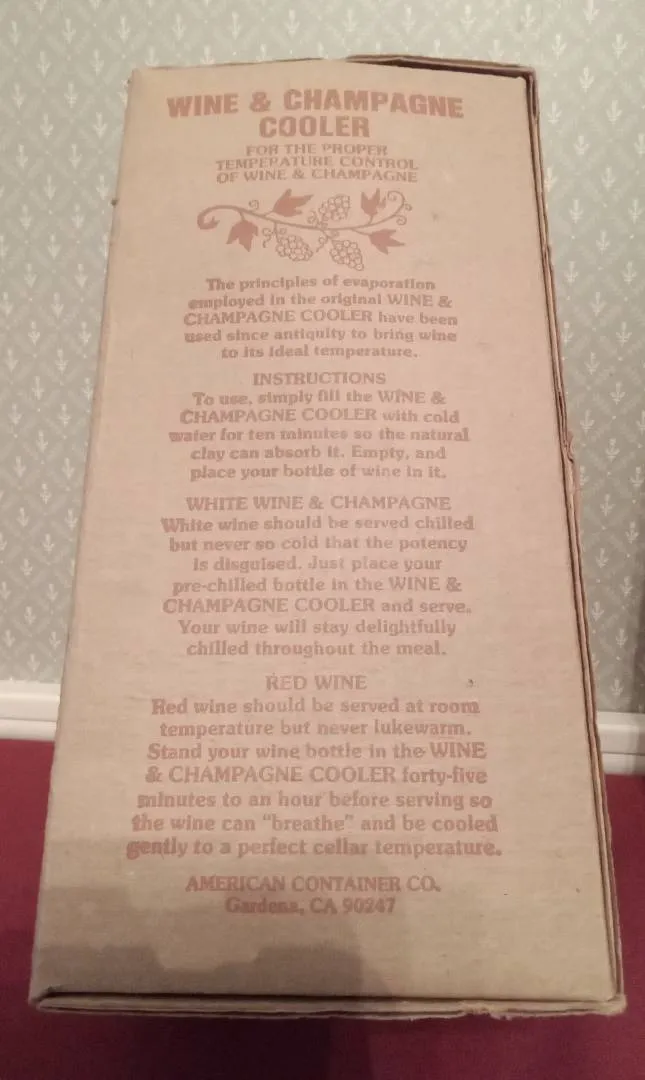 WINE & CHAMPAGNE
COOLER
FOR THE PROPER
TEMPERATURE CONTROL
OF WINE & CHAMPAGNE
The principles of evaporation
employed in the original WINE &
CHAMPAGNE COOLER have been
used since antiquity to bring wine
to its ideal temperature.
INSTRUCTIONS
To use, simply fill the WINE &
CHAMPAGNE COOLER with cold
water for ten minutes so the natural
clay can absorb it. Empty, and
place your bottle of wine in it.
WHITE WINE & CHAMPAGNE
White wine should be served chilled
but never so cold that the potency
is disguised. Just place your
pre-chilled bottle in the WINE &
CHAMPAGNE COOLER and serve.
Your wine will stay delightfully
chilled throughout the meal.
RED WINE
Red wine should be served at room
temperature but never lukewarm.
Stand your wine bottle in the WINE
& CHAMPAGNE COOLER forty-five
minutes to an hour before serving so
the wine can "breathe" and be cooled
gently to a perfect cellar temperature.
AMERICAN CONTAINER CO.
Gardena, CA 90247